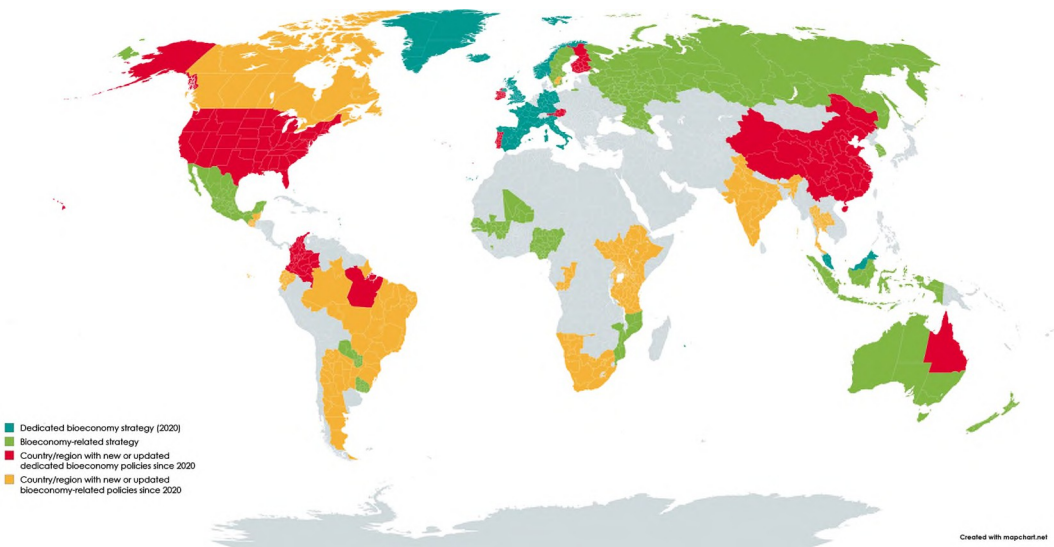 Dedicated bioeconomy strategy (2020)
Bioeconomy-related strategy
Country/region with new or updated
dedicated bioeconomy policies since 2020
Country/region with new or updated
bioeconomy-related policies since 2020
Created with mapchart.net